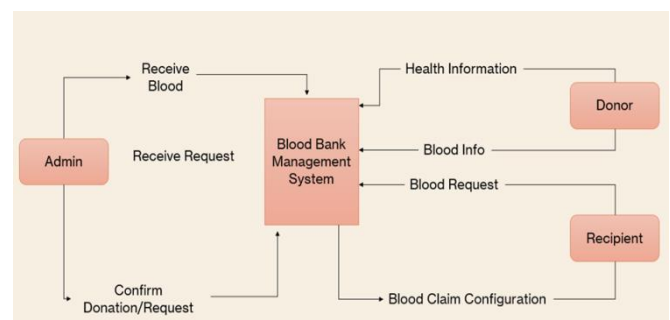 Receive
Blood
Health Information
Donor
Admin
Receive Request
Blood Bank
Management
System
Blood Info
Blood Request
Recipient
Confirm
Donation/Request
Blood Claim Configuration